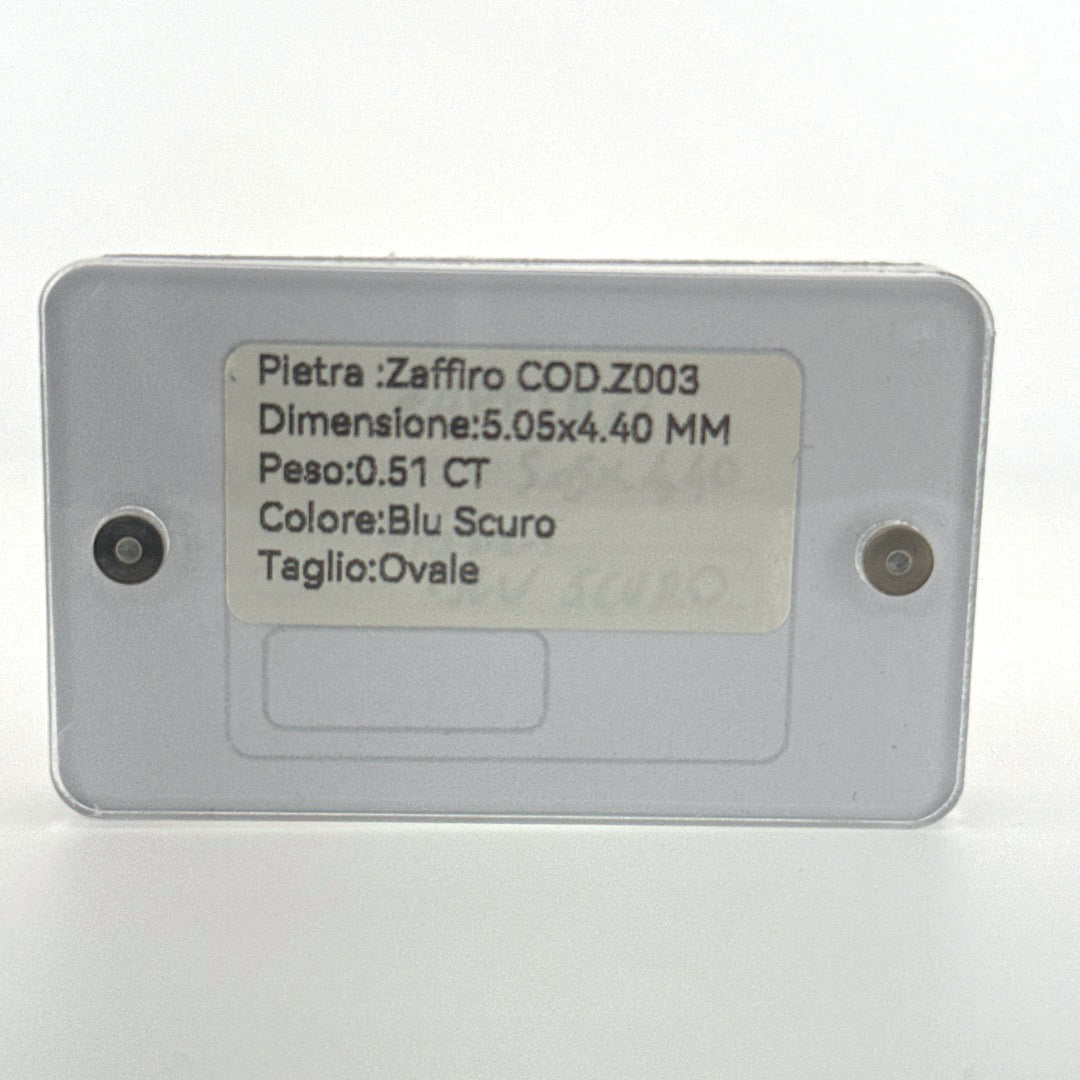 Pietra :Zaffiro COD.Z003
Dimensione:5.05x4.40 MM
Peso:0.51 CT
Colore:Blu Scuro
Taglio:Ovale